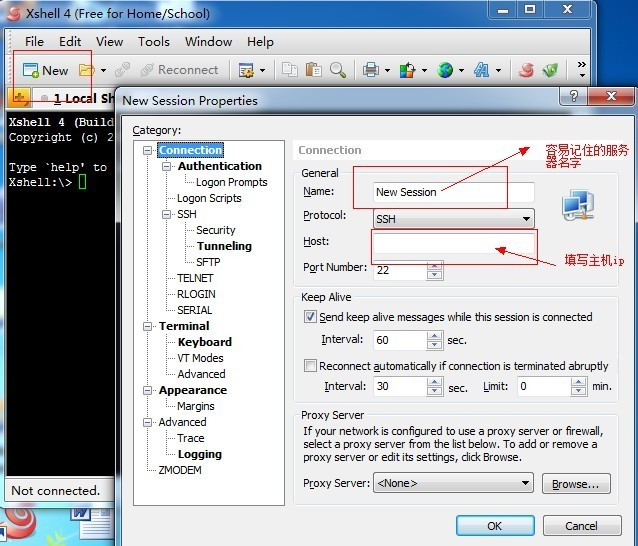 Xshell 4 (Free for Home/School)
File Edit View Tools Window Help
New Reconnect
1 Local Sh
Xshell 4 (Build
Copyright (c) 2
Type `help' to
Xshell:\>
Not connected.
New Session Properties
Category:
Connection
Authentication
Logon Prompts
Logon Scripts
SSH
Security
Tunneling
SFTP
TELNET
RLOGIN
SERIAL
Terminal
Keyboard
VT Modes
Advanced
Appearance
Margins
Advanced
Trace
Logging
ZMODEM
Connection
General
Name: New Session
容易记住的服务
器名字
Protocol: SSH
Host:
填写主机ip
Port Number: 22
Keep Alive
Send keep alive messages while this session is connected
Interval: 60 sec.
Reconnect automatically if connection is terminated abruptly
Interval: 30 sec. Limit: 0 min.
Proxy Server
If your network is configured to use a proxy server or firewall,
select a proxy server from the list below. To add or remove a
proxy server or edit its settings, click Browse.
Proxy Server: <None> Browse...
OK Cancel